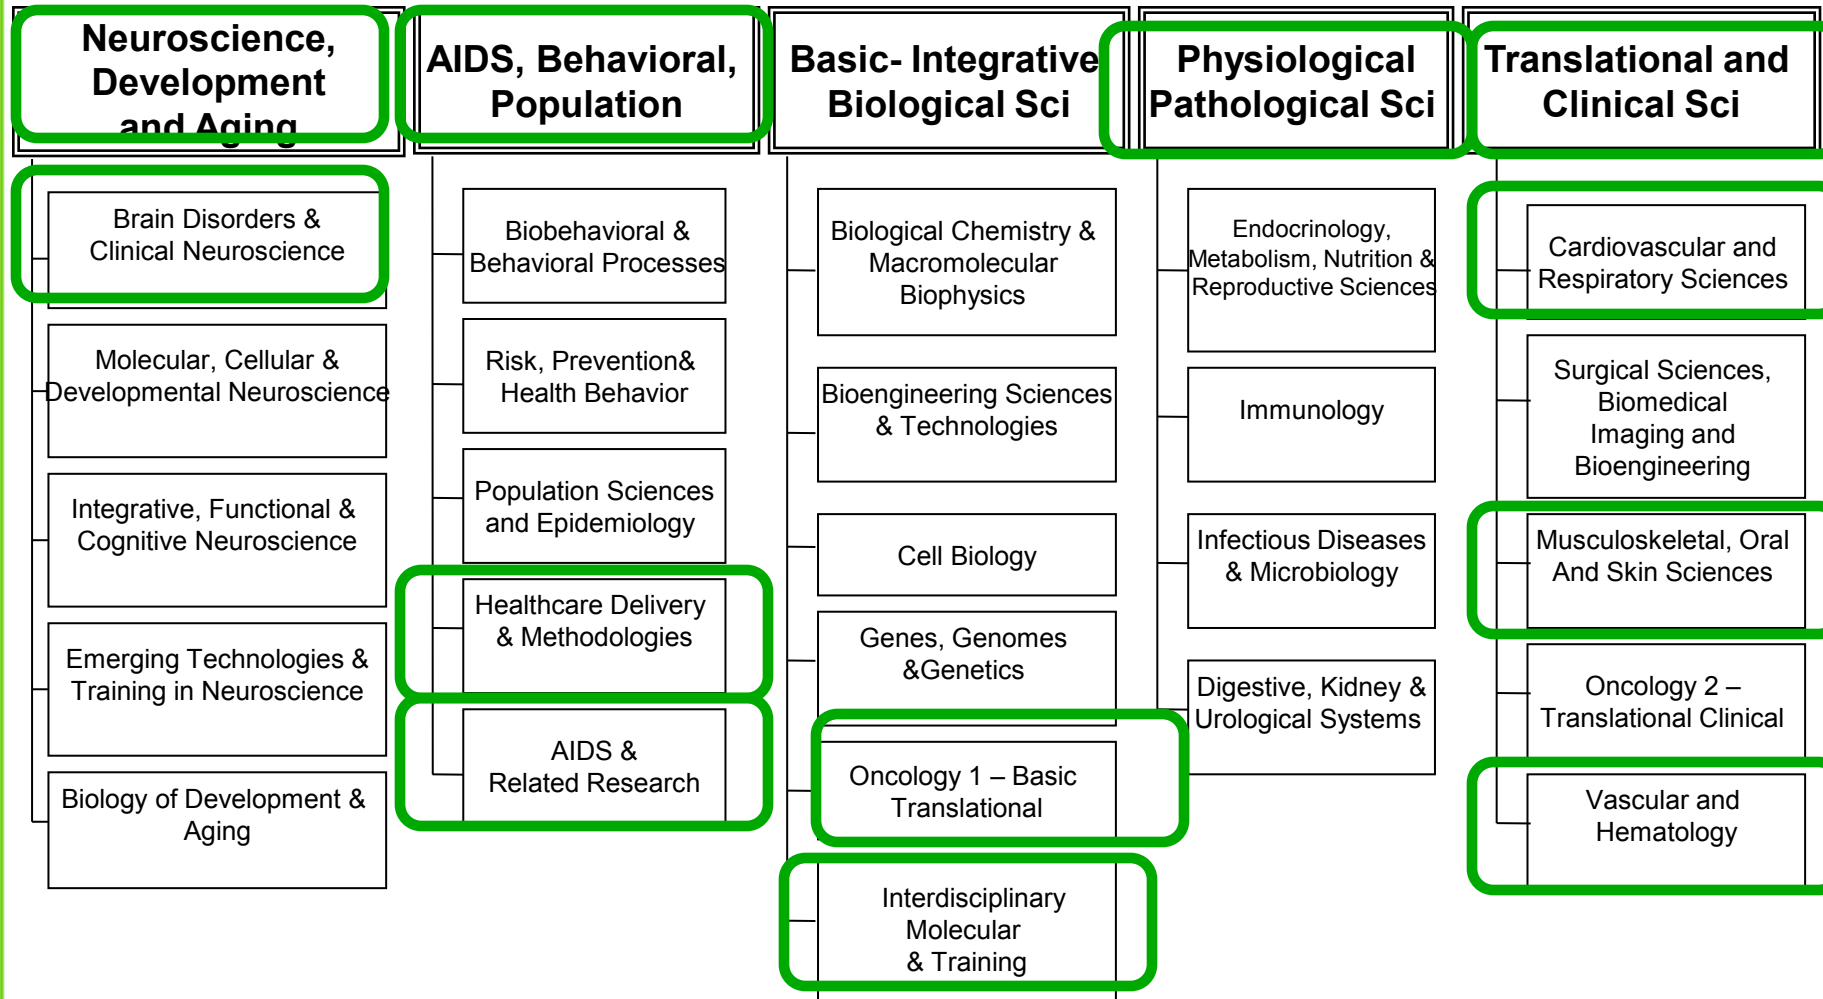 Neuroscience,
Development
and Aging
Brain Disorders &
Clinical Neuroscience
Molecular, Cellular &
Developmental Neuroscience
Integrative, Functional &
Cognitive Neuroscience
Emerging Technologies &
Training in Neuroscience
Biology of Development &
Aging
AIDS, Behavioral,
Population
Biobehavioral &
Behavioral Processes
Risk, Prevention&
Health Behavior
Population Sciences
and Epidemiology
Healthcare Delivery
& Methodologies
AIDS &
Related Research
Basic- Integrative
Biological Sci
Biological Chemistry &
Macromolecular
Biophysics
Bioengineering Sciences
& Technologies
Cell Biology
Genes, Genomes
&Genetics
Oncology 1 – Basic
Translational
Interdisciplinary
Molecular
& Training
Physiological
Pathological Sci
Endocrinology,
Metabolism, Nutrition &
Reproductive Sciences
Immunology
Infectious Diseases
& Microbiology
Digestive, Kidney &
Urological Systems
Translational and
Clinical Sci
Cardiovascular and
Respiratory Sciences
Surgical Sciences,
Biomedical
Imaging and
Bioengineering
Musculoskeletal, Oral
And Skin Sciences
Oncology 2 –
Translational Clinical
Vascular and
Hematology